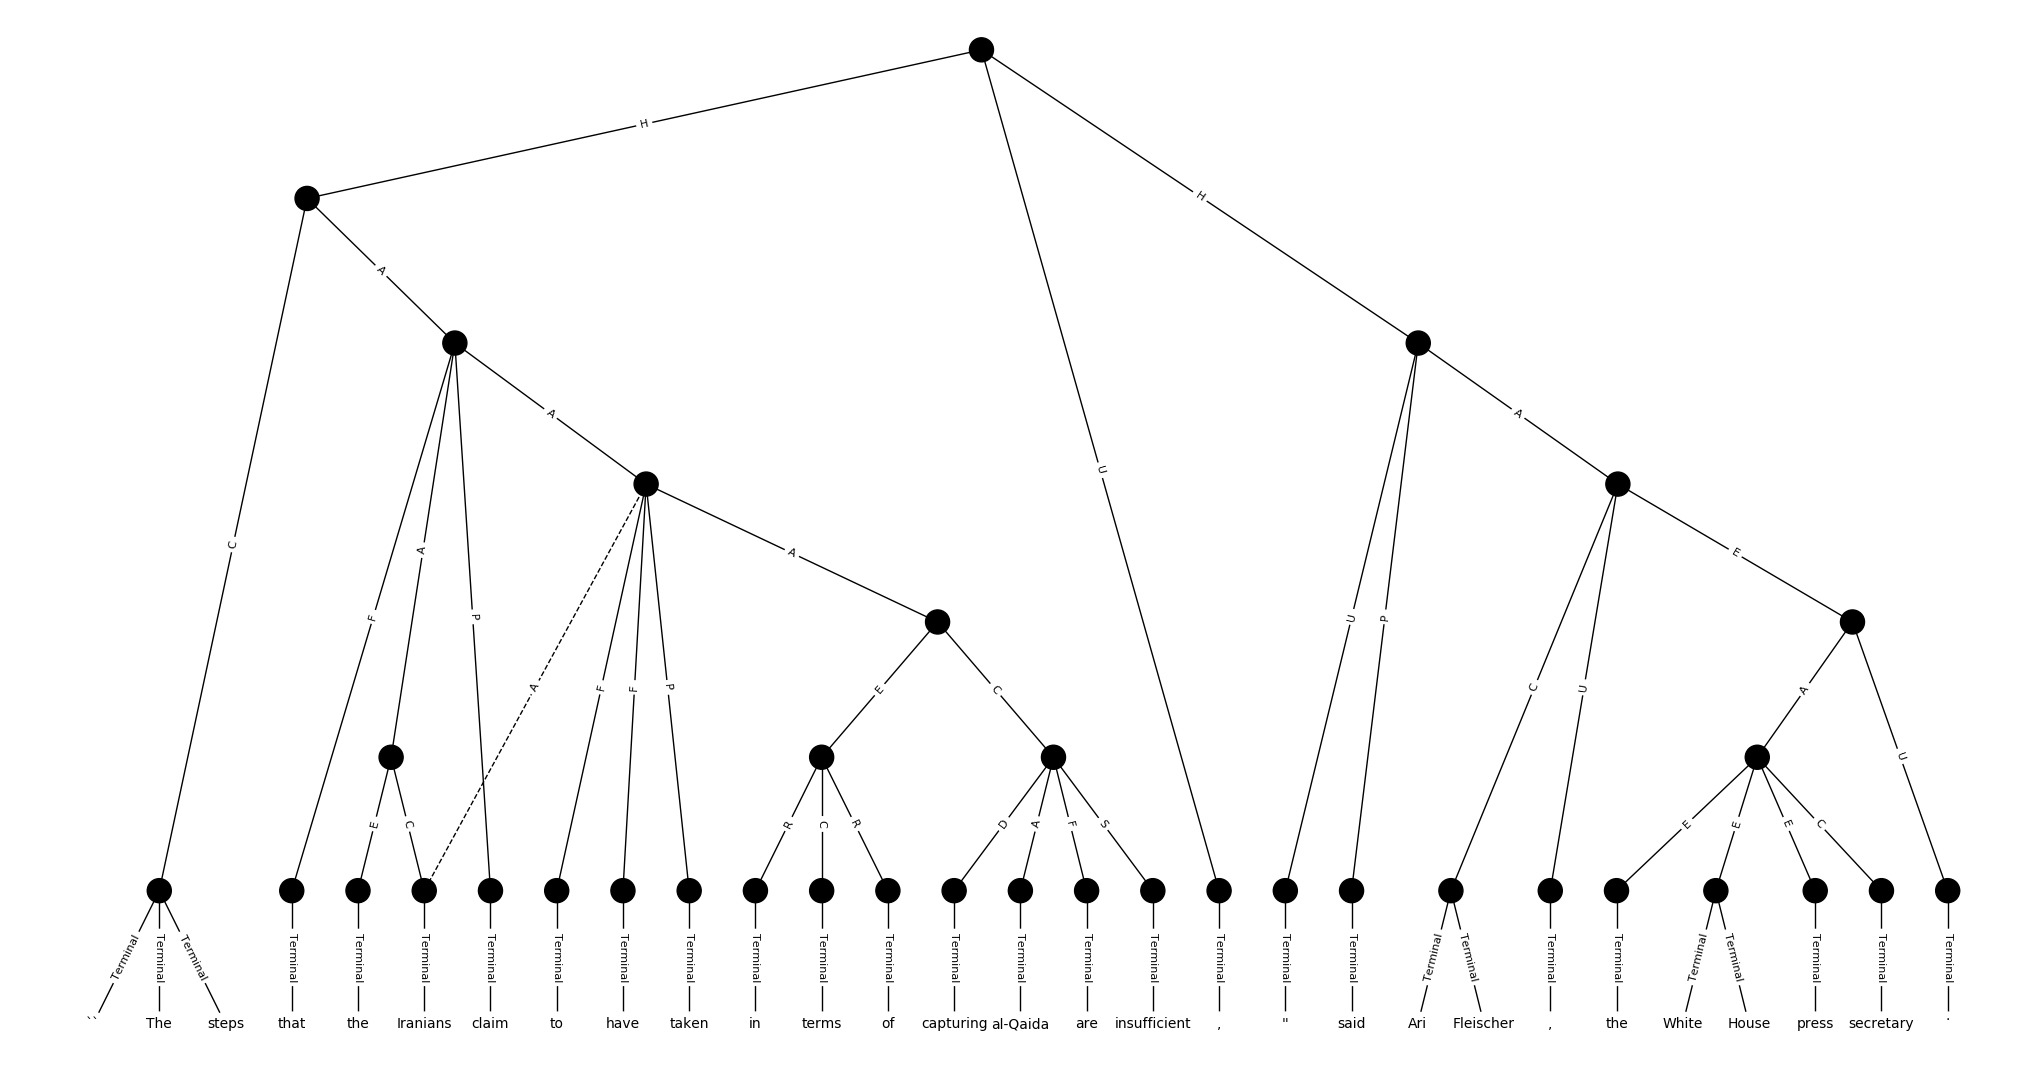 H
H
A
A
A
U
C
A
E
F
A
P
U
P
A
F
F
P
E
C
C
U
A
U
E
C
R
C
R
D
A
F
S
E
E
E
C
Terminal Terminal Terminal Terminal Terminal Terminal Terminal Terminal Terminal Terminal Terminal Terminal Terminal Terminal Terminal Terminal Terminal Terminal Terminal Terminal Terminal Terminal Terminal Terminal Terminal Terminal Terminal Terminal Terminal
`` The steps that the Iranians claim to have taken in terms of capturing al-Qaida are insufficient , " said Ari Fleischer , the White House press secretary .